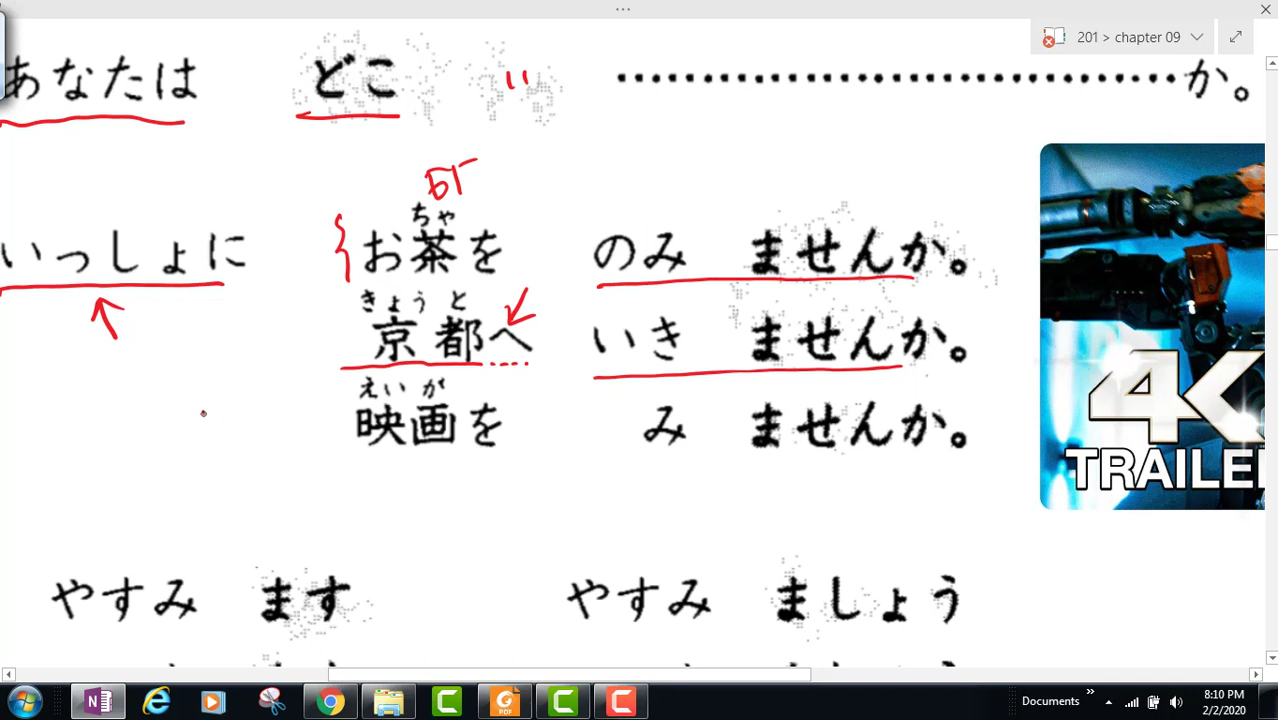 201 > chapter 09
あなたは どこ か。
ちゃ
いっしょに お茶を のみ ませんか。
きょう と
京都へ いき ませんか。
えい が
映画を み ませんか。
4K
TRAILE
やすみ ます やすみ ましょう
Documents
8:10 PM
2/2/2020